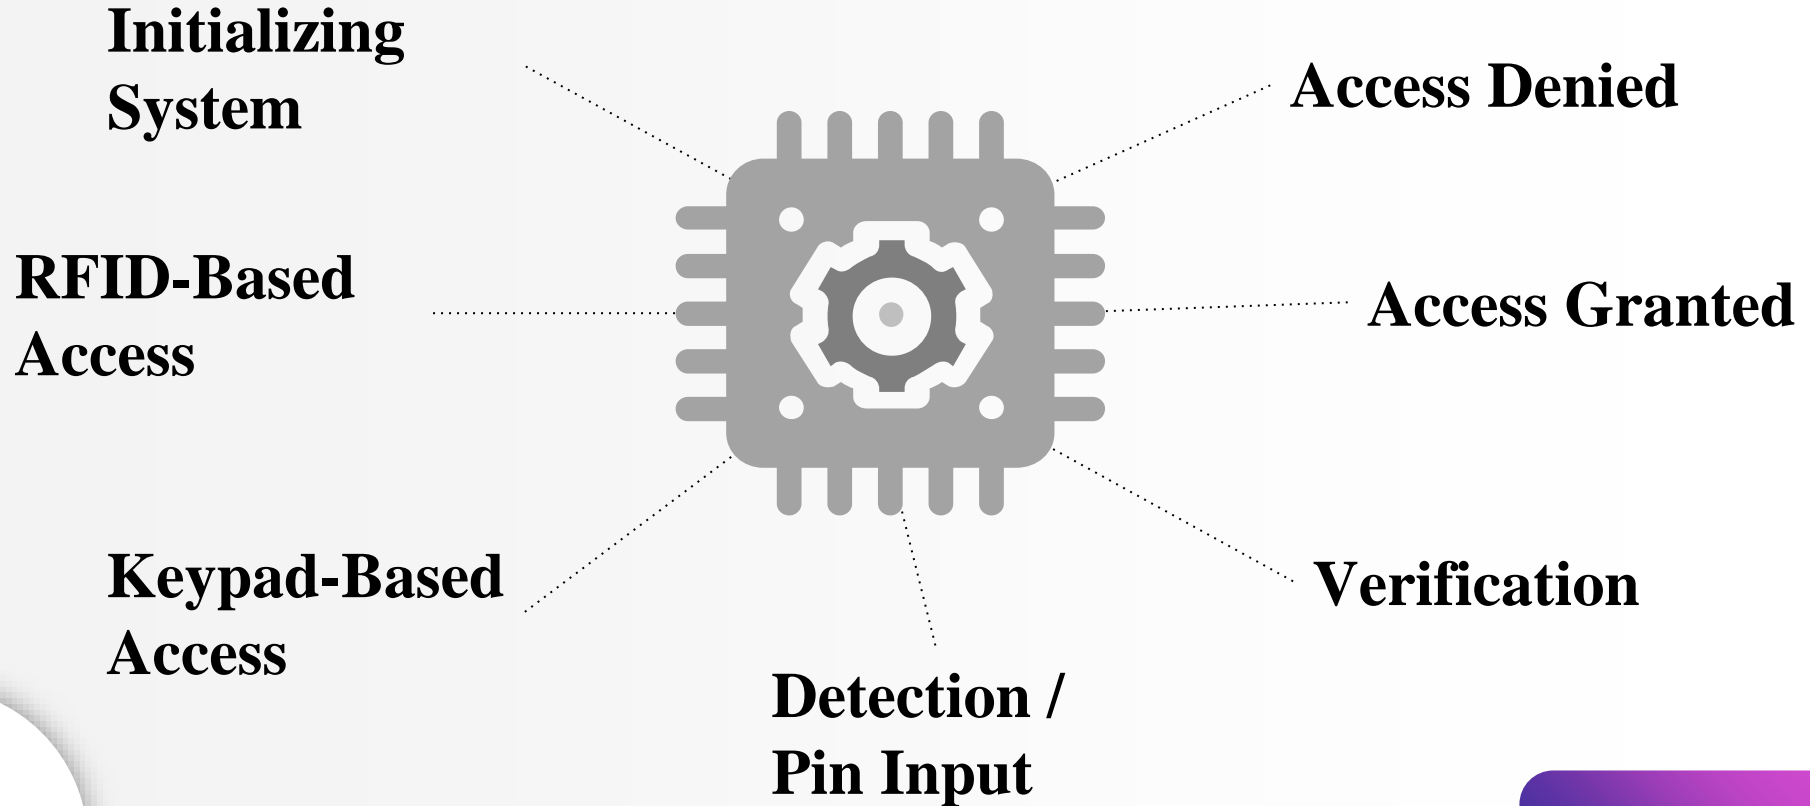 Initializing
System
RFID-Based
Access
Keypad-Based
Access
Detection /
Pin Input
Verification
Access Granted
Access Denied